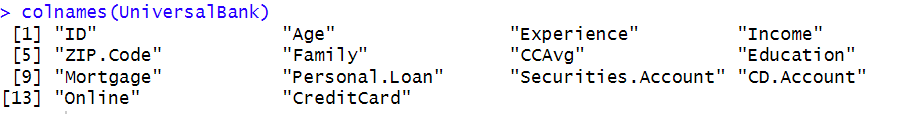 > colnames(UniversalBank)
 [1] "ID"                 "Age"                "Experience"         "Income"
 [5] "ZIP.Code"           "Family"             "CCAvg"              "Education"
 [9] "Mortgage"           "Personal.Loan"      "Securities.Account" "CD.Account"
[13] "Online"             "CreditCard"